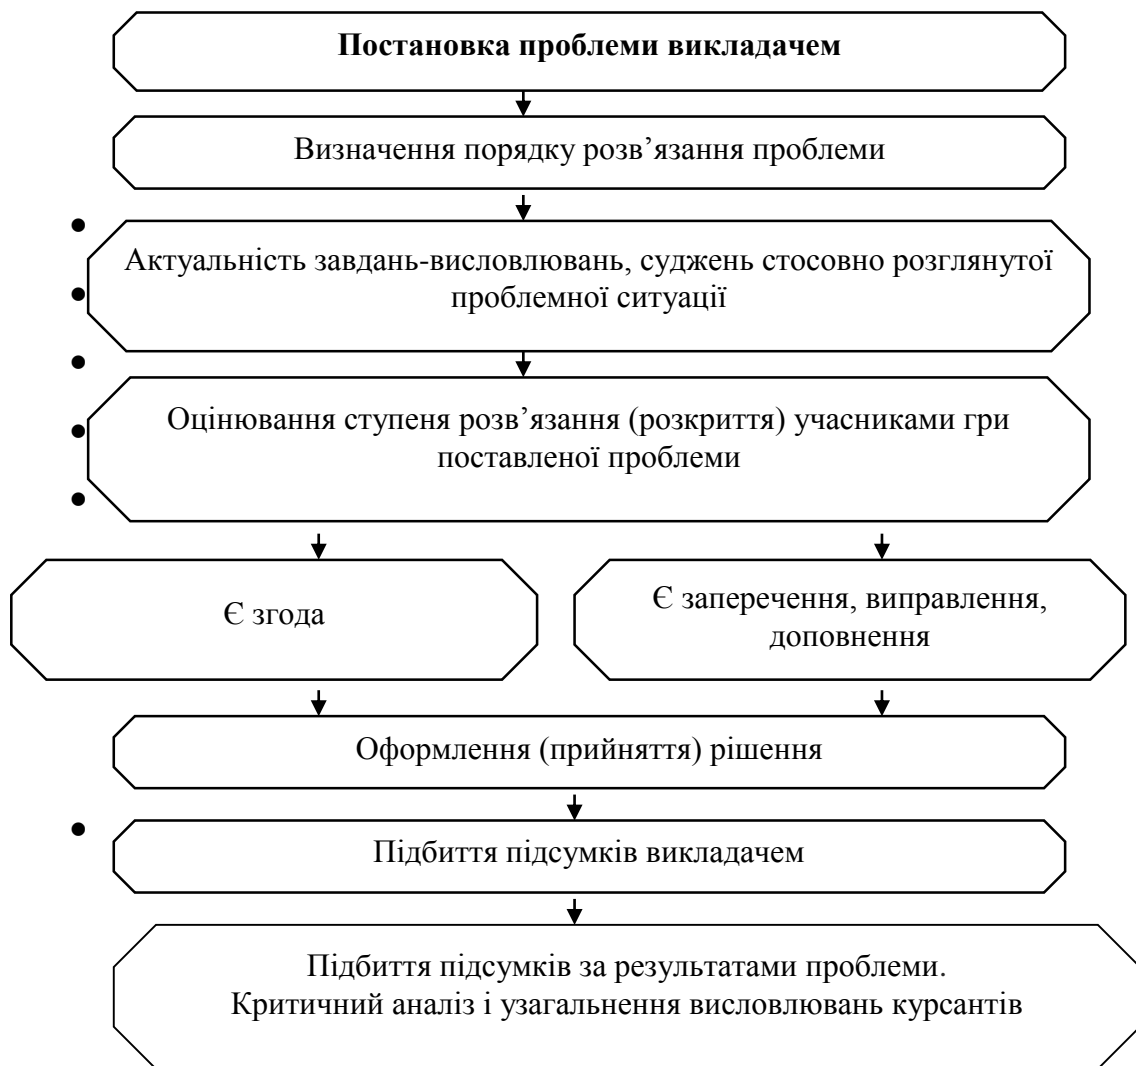 Постановка проблеми викладачем
Визначення порядку розв’язання проблеми
Актуальність завдань-висловлювань, суджень стосовно розглянутої
проблемної ситуації
Оцінювання ступеня розв’язання (розкриття) учасниками гри
поставленої проблеми
Є згода
Є заперечення, виправлення,
доповнення
Оформлення (прийняття) рішення
Підбиття підсумків викладачем
Підбиття підсумків за результатами проблеми.
Критичний аналіз і узагальнення висловлювань курсантів